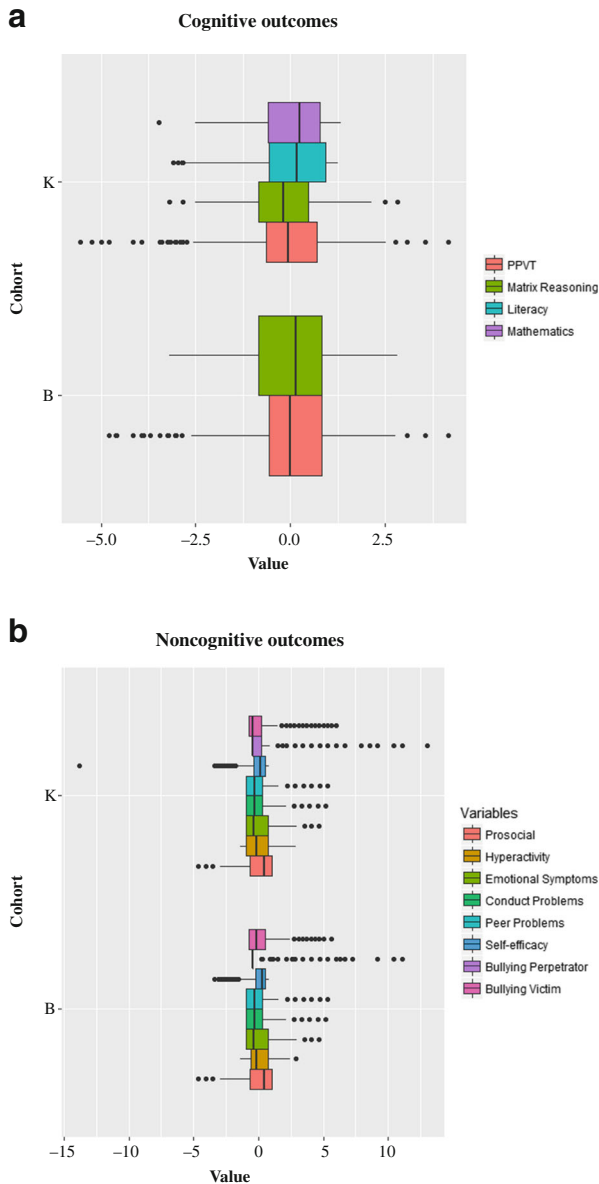 a
Cognitive outcomes
K
B
Cohort
−5.0 −2.5 0.0 2.5
Value
PPVT
Matrix Reasoning
Literacy
Mathematics
b
Noncognitive outcomes
K
B
Cohort
−15 −10 −5 0 5 10
Value
Variables
Prosocial
Hyperactivity
Emotional Symptoms
Conduct Problems
Peer Problems
Self-efficacy
Bullying Perpetrator
Bullying Victim